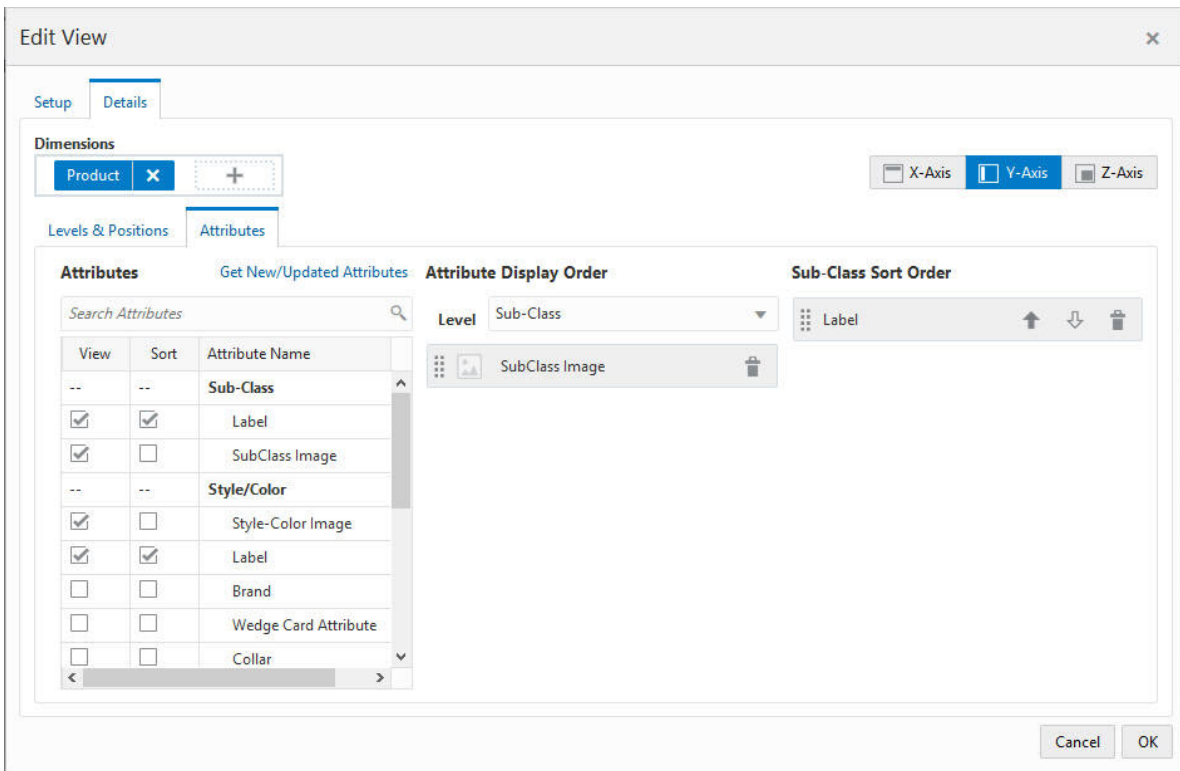 Edit View
Setup Details
Dimensions
Product
X-Axis Y-Axis Z-Axis
Levels & Positions Attributes
Attributes Get New/Updated Attributes Attribute Display Order Sub-Class Sort Order
Search Attributes
Level Sub-Class
Label
View Sort Attribute Name
SubClass Image
-- -- Sub-Class
Label
SubClass Image
-- -- Style/Color
Style-Color Image
Label
Brand
Wedge Card Attribute
Collar
Cancel OK